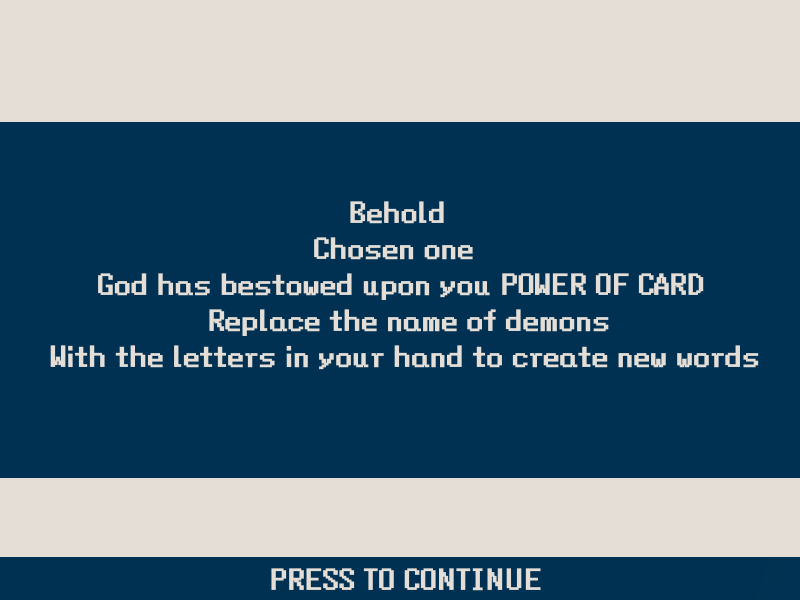 Behold
Chosen one
God has bestowed upon you POWER OF CARD
Replace the name of demons
With the letters in your hand to create new words
PRESS TO CONTINUE